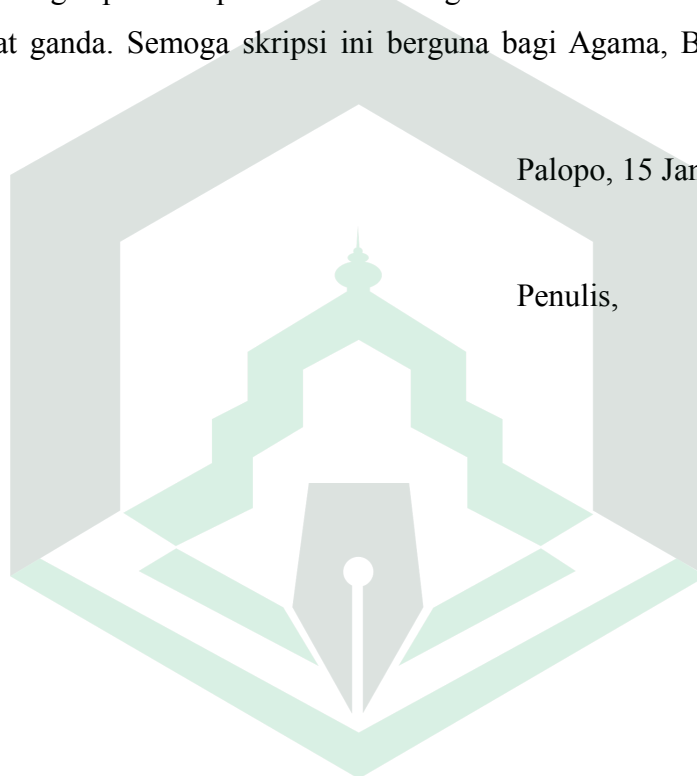 at ganda. Semoga skripsi ini berguna bagi Agama, B
Palopo, 15 Jan
Penulis,